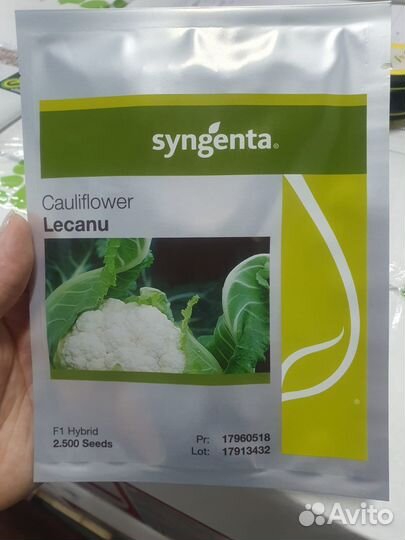 syngenta®
Cauliflower
Lecanu
F1 Hybrid
2.500 Seeds
Pr: 17960518
Lot: 17913432
®
Avito